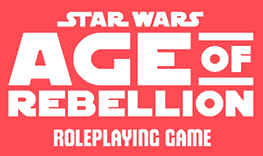 STAR WARS
AGE OF
REBELLION
ROLEPLAYING GAME